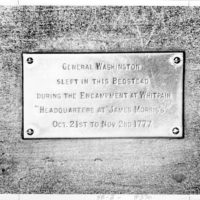 General Washington
slept in this Bedstead
during the Encampment at Whitpain
"Headquarters at James Morris's"
Oct. 21st to Nov 2nd 1777